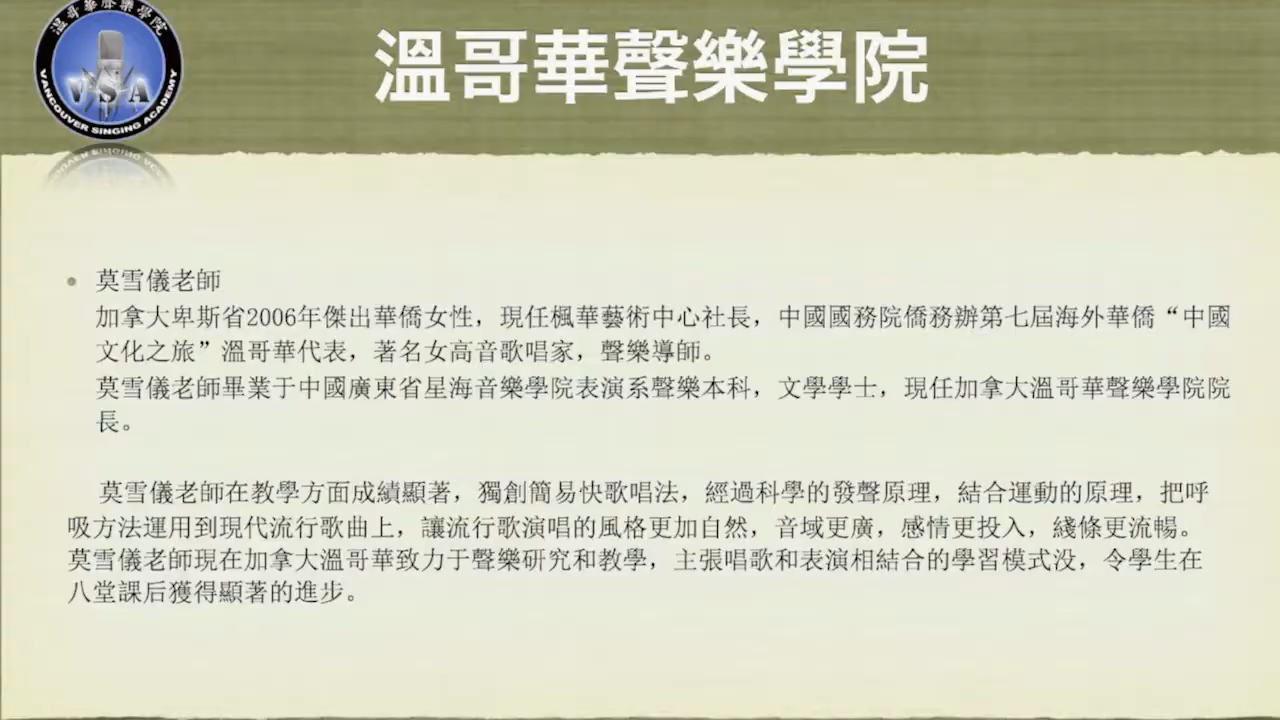 溫哥華聲樂學院
溫哥華聲樂學院
VSA
VANCOUVER SINGING ACADEMY
• 莫雪儀老師
加拿大卑斯省2006年傑出華僑女性，現任楓華藝術中心社長，中國國務院僑務辦第七屆海外華僑“中國
文化之旅”溫哥華代表，著名女高音歌唱家，聲樂導師。
莫雪儀老師畢業于中國廣東省星海音樂學院表演系聲樂本科，文學學士，現任加拿大溫哥華聲樂學院院
長。
莫雪儀老師在教學方面成績顯著，獨創簡易快歌唱法，經過科學的發聲原理，結合運動的原理，把呼
吸方法運用到現代流行歌曲上，讓流行歌演唱的風格更加自然，音域更廣，感情更投入，綫條更流暢。
莫雪儀老師現在加拿大溫哥華致力于聲樂研究和教學，主張唱歌和表演相結合的學習模式没，令學生在
八堂課后獲得顯著的進步。